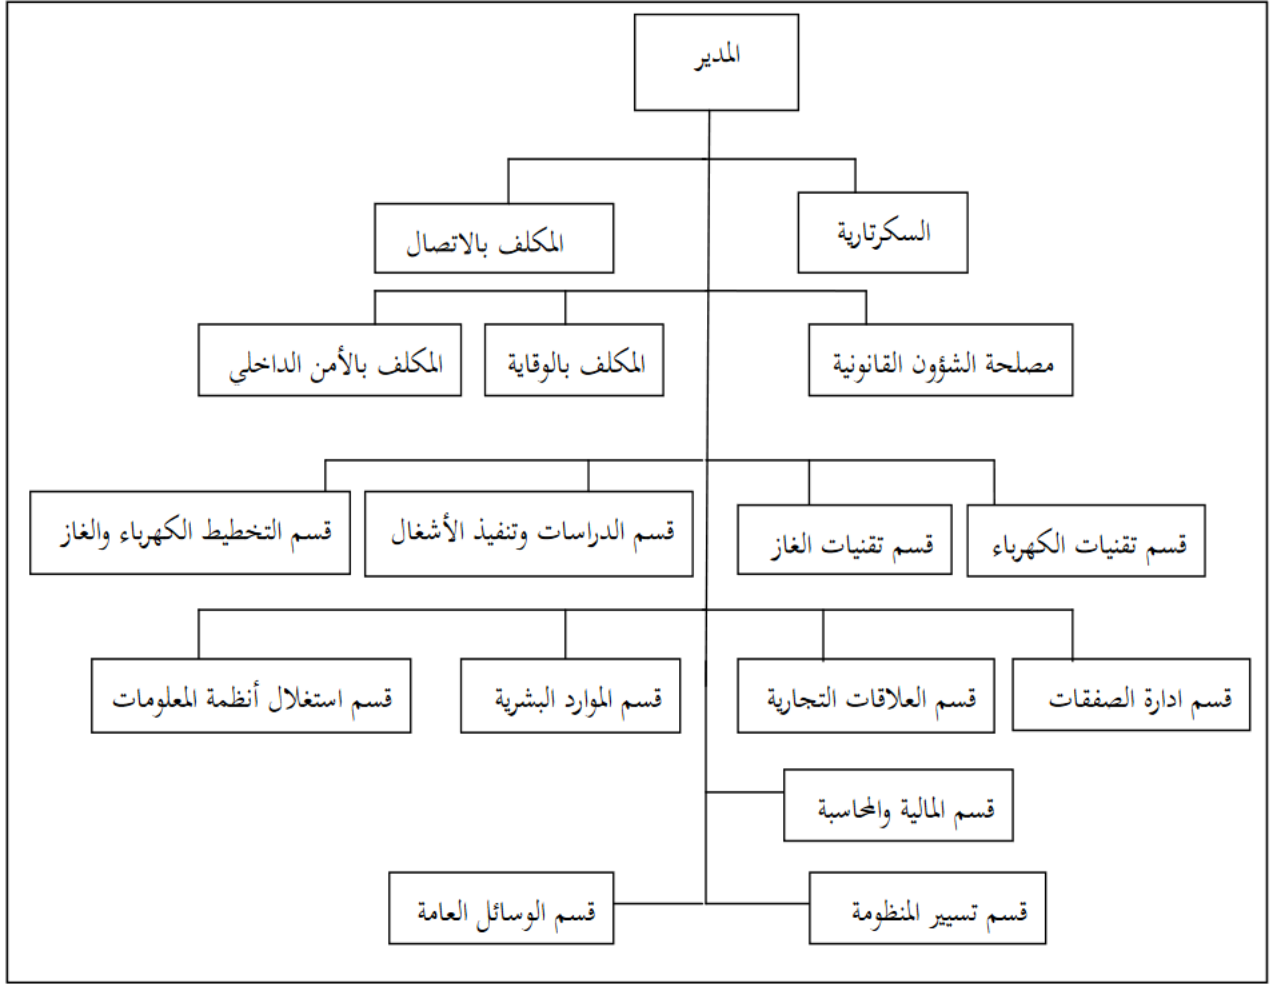 المدير
السكرتارية
المكلف بالاتصال
مصلحة الشؤون القانونية
المكلف بالوقاية
المكلف بالأمن الداخلي
قسم تقنيات الكهرباء
قسم تقنيات الغاز
قسم الدراسات وتنفيذ الأشغال
قسم التخطيط الكهرباء والغاز
قسم ادارة الصفقات
قسم العلاقات التجارية
قسم الموارد البشرية
قسم استغلال أنظمة المعلومات
قسم المالية والمحاسبة
قسم تسيير المنظومة
قسم الوسائل العامة